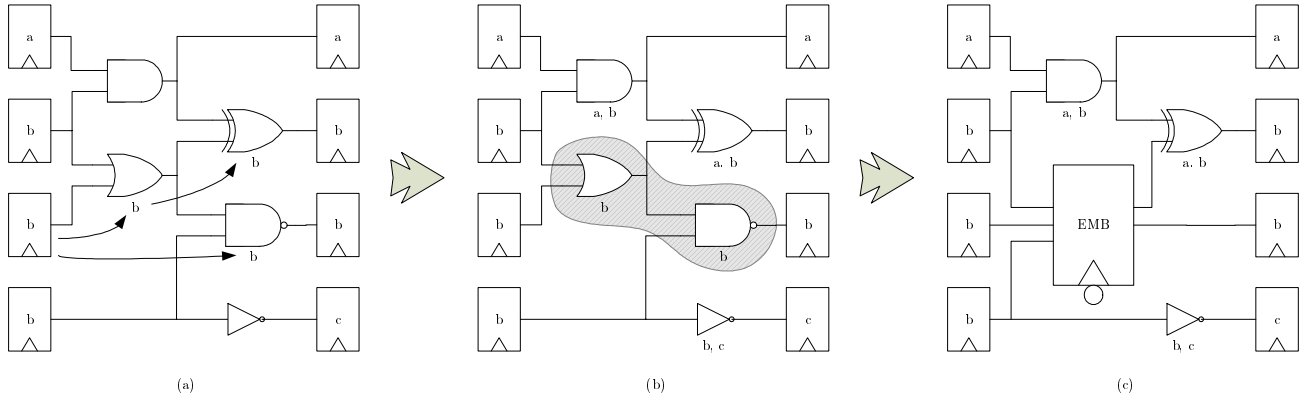 a a a a a a
a, b a, b
b b b b b b
b a. b a. b
b b b
b b b b EMB b
b b
b c b c b c
b, c b, c
(a) (b) (c)